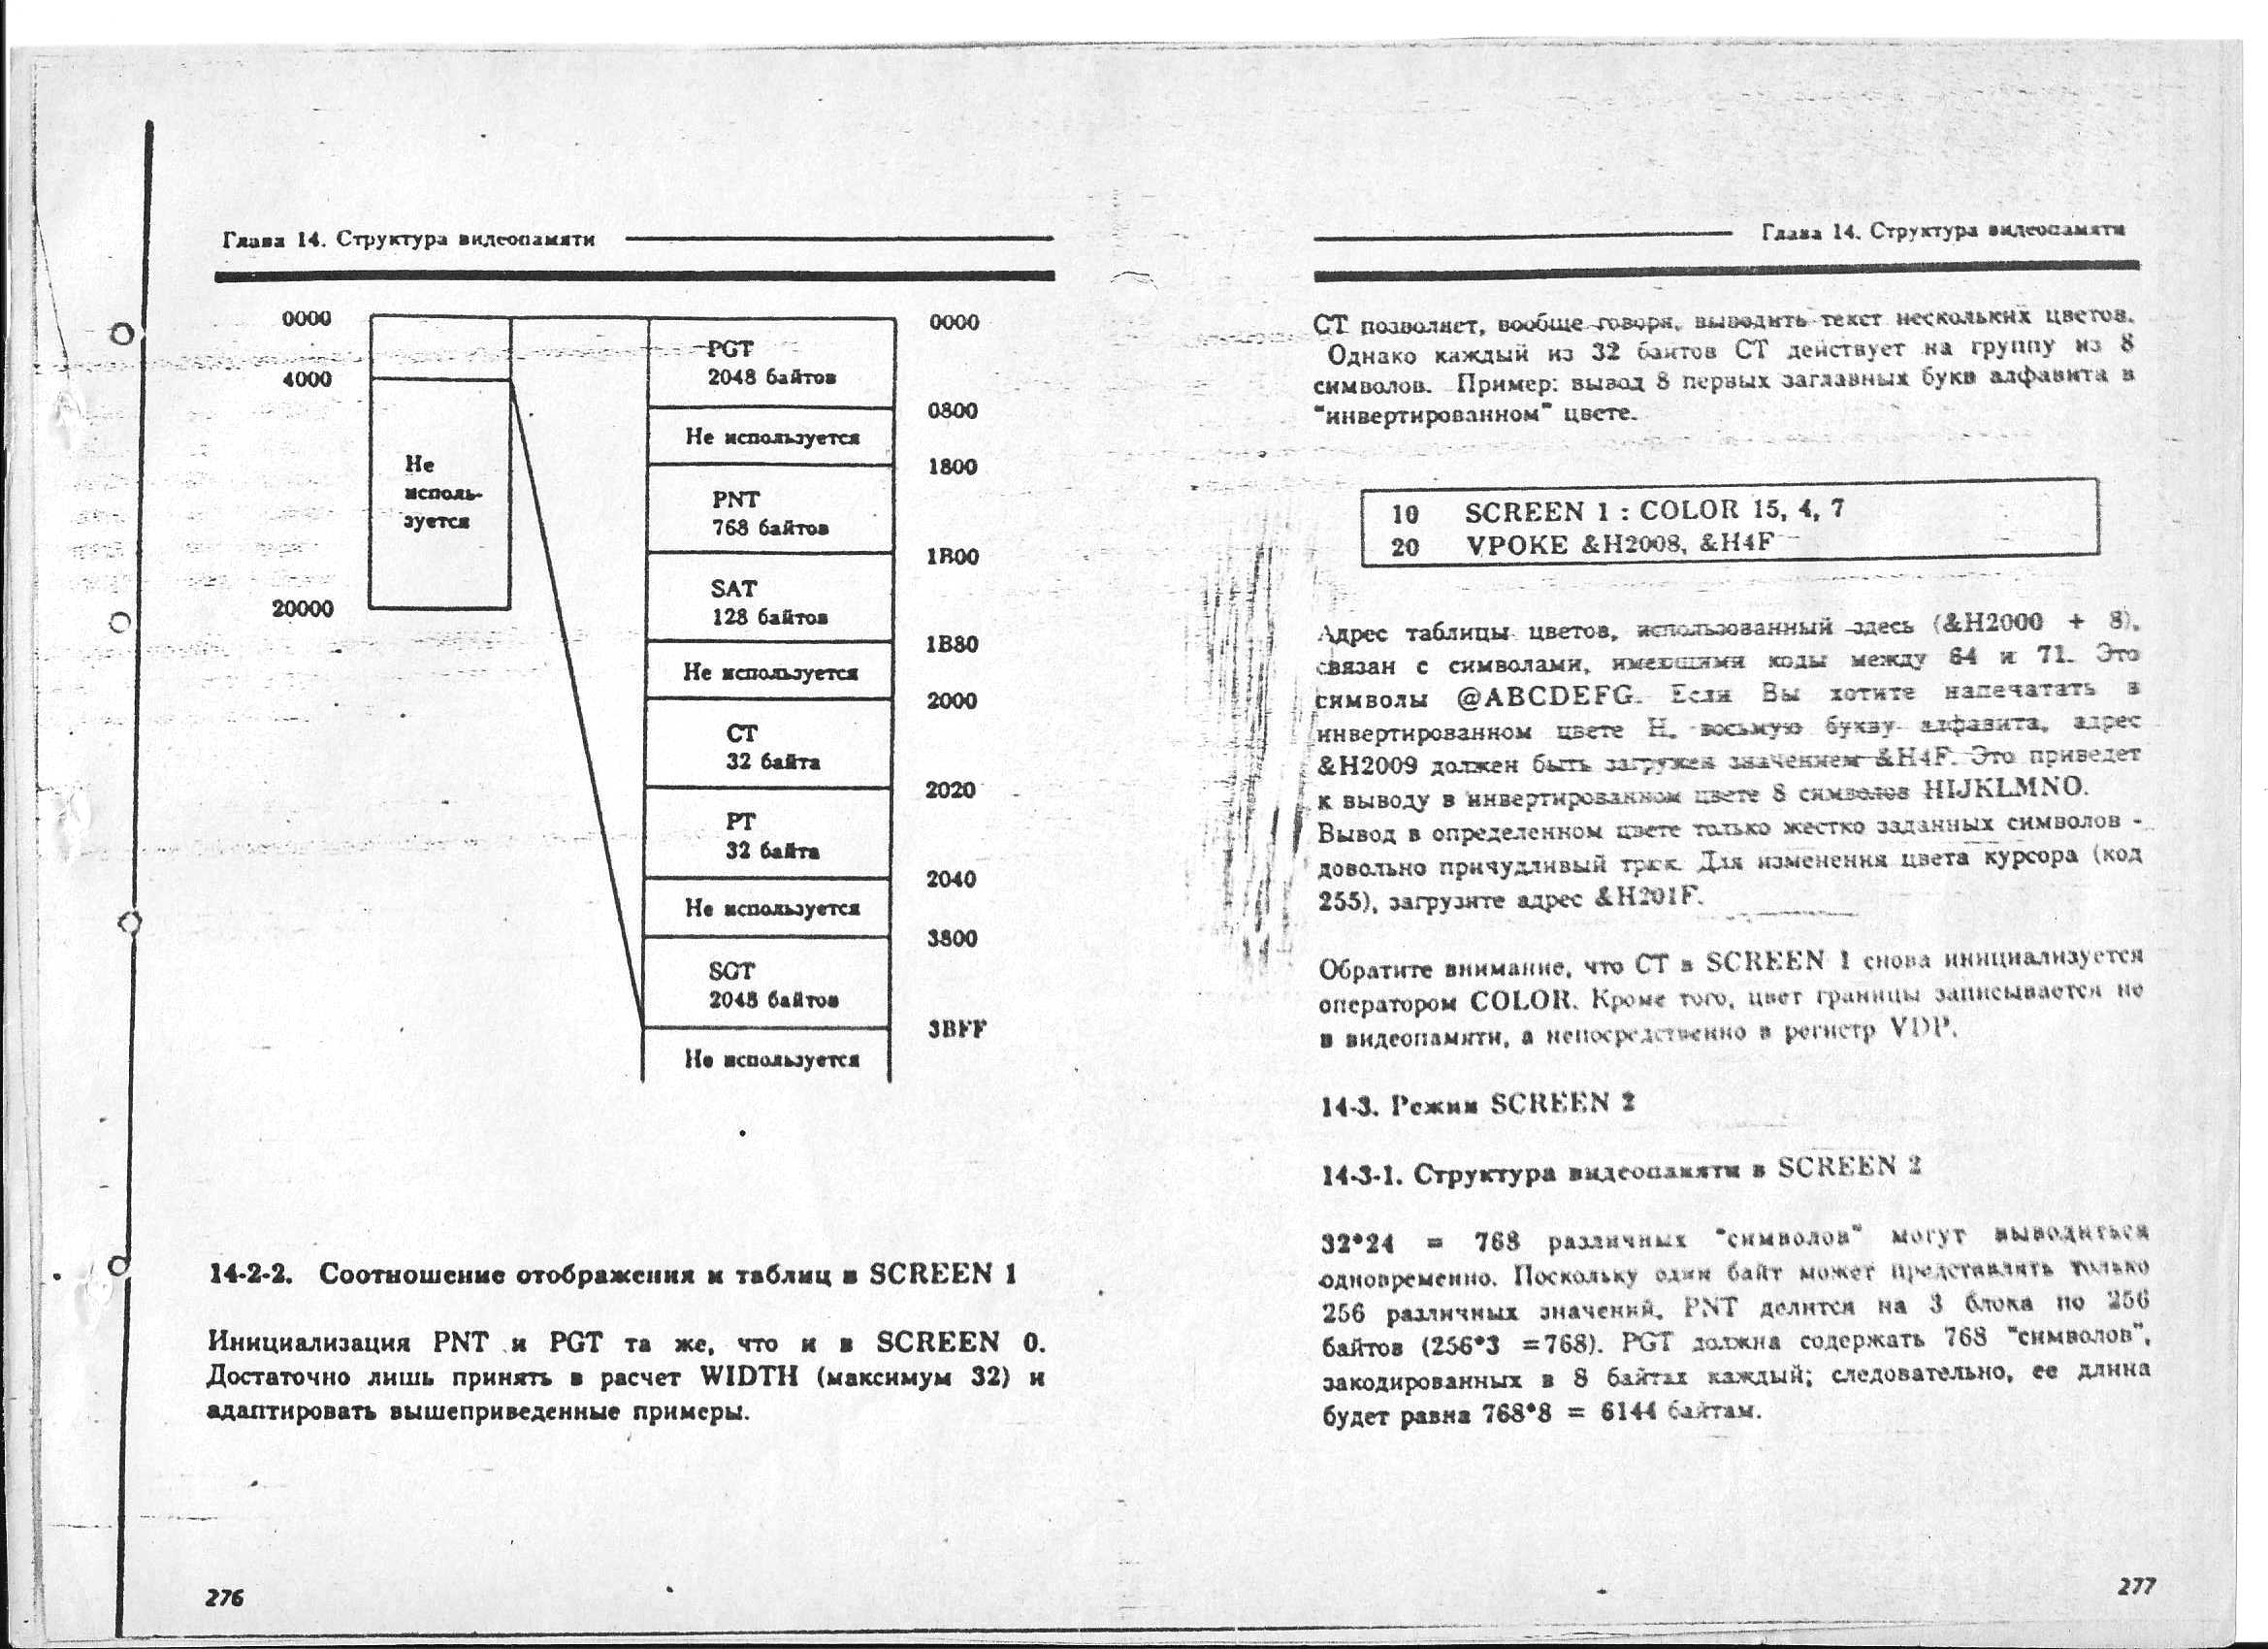 Глава 14. Структура видеопамяти
0000
4000
Не
исполь-
зуется
20000
PGT
2048 байтов
Не используется
PNT
768 байтов
SAT
128 байтов
Не используется
CT
32 байта
PT
32 байта
Не используется
SGT
2048 байтов
Не используется
0000
0800
1800
1B00
1B80
2000
2020
2040
3800
3BFF
14-2-2. Соотношение отображения и таблиц в SCREEN 1
Инициализация PNT и PGT та же, что и в SCREEN 0.
Достаточно лишь принять в расчет WIDTH (максимум 32) и
адаптировать вышеприведенные примеры.
276
Глава 14. Структура видеопамяти
СТ позволяет, вообще говоря, выводить текст нескольких цветов.
Однако каждый из 32 байтов СТ действует на группу из 8
символов. Пример: вывод 8 первых заглавных букв алфавита в
"инвертированном" цвете.
10 SCREEN 1 : COLOR 15, 4, 7
20 VPOKE &H2008, &H4F
Адрес таблицы цветов, использованный здесь (&H2000 + 8),
связан с символами, имеющими коды между 64 и 71. Это
символы @ABCDEFG. Если Вы хотите напечатать в
инвертированном цвете H, восьмую букву алфавита, адрес
&H2009 должен быть загружен значением &H4F. Это приведет
к выводу в инвертированном цвете 8 символов HIJKLMNO.
Вывод в определенном цвете только жестко заданных символов -
довольно причудливый трюк. Для изменения цвета курсора (код
255), загрузите адрес &H201F.
Обратите внимание, что СТ в SCREEN 1 снова инициализуется
оператором COLOR. Кроме того, цвет границы записывается не
в видеопамяти, а непосредственно в регистр VDP.
14-3. Режим SCREEN 2
14-3-1. Структура видеопамяти в SCREEN 2
32*24 = 768 различных "символов" могут выводиться
одновременно. Поскольку один байт может представлять только
256 различных значений, PNT делится на 3 блока по 256
байтов (256*3 =768). PGT должна содержать 768 "символов",
закодированных в 8 байтах каждый; следовательно, ее длина
будет равна 768*8 = 6144 байтам.
277